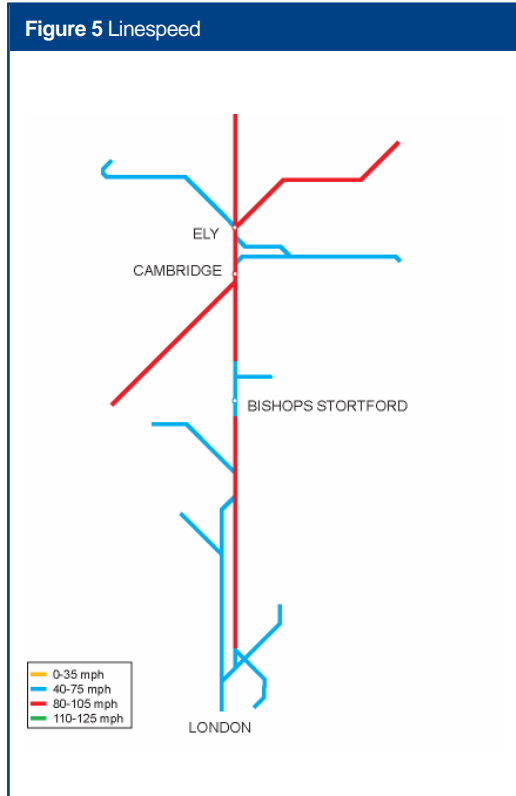 Figure 5 Linespeed
ELY
CAMBRIDGE
BISHOPS STORTFORD
0-35 mph
40-75 mph
80-105 mph
110-125 mph
LONDON